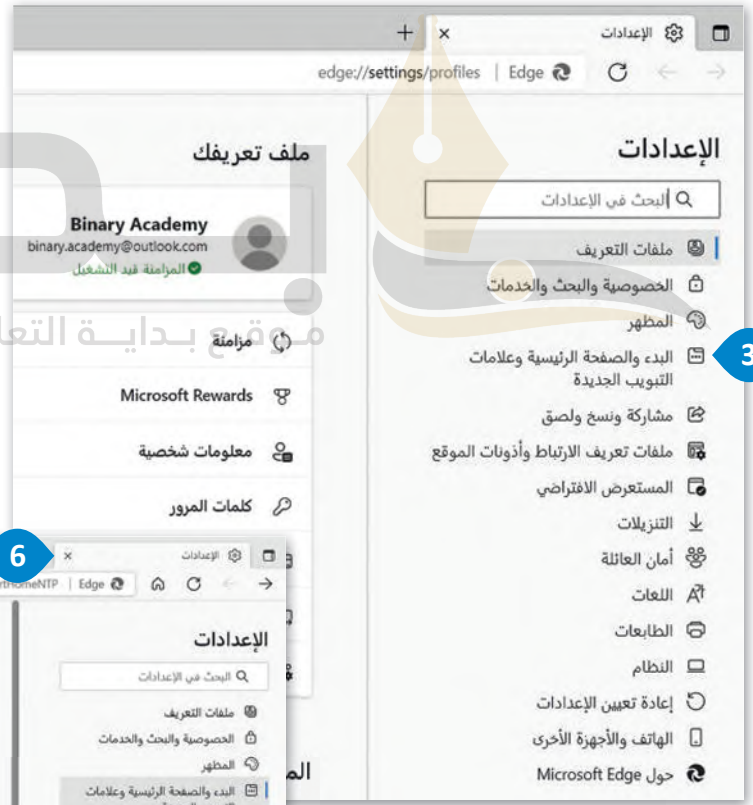 الإعدادات
edge://settings/profiles | Edge
الإعدادات
البحث في الإعدادات
ملفات التعريف
الخصوصية والبحث والخدمات
المظهر
البدء والصفحة الرئيسية وعلامات
التبويب الجديدة
3
مشاركة ونسخ ولصق
ملفات تعريف الارتباط وأذونات الموقع
المستعرض الافتراضي
التنزيلات
أمان العائلة
اللغات
الطابعات
النظام
إعادة تعيين الإعدادات
الهاتف والأجهزة الأخرى
حول Microsoft Edge
ملف تعريفك
Binary Academy
binary.academy@outlook.com
المزامنة قيد التشغيل
موقع بداية
مزامنة
Microsoft Rewards
معلومات شخصية
كلمات المرور
6
الإعدادات
HomeNTP | Edge
الإعدادات
البحث في الإعدادات
ملفات التعريف
الخصوصية والبحث والخدمات
المظهر
البدء والصفحة الرئيسية وعلامات